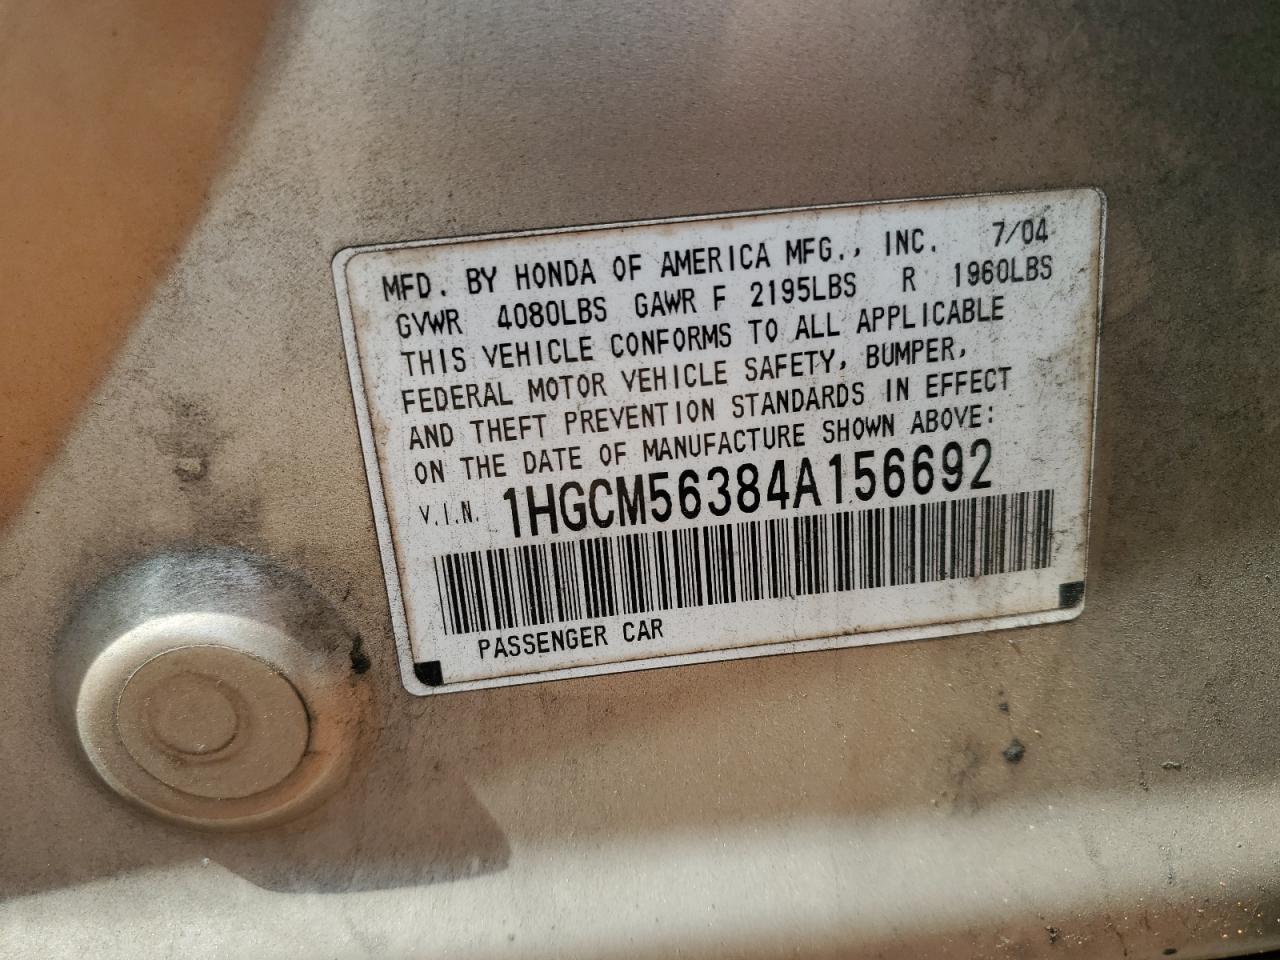 MFD. BY HONDA OF AMERICA MFG., INC. 7/04
GVWR 4080LBS GAWR F 2195LBS R 1960LBS
THIS VEHICLE CONFORMS TO ALL APPLICABLE
FEDERAL MOTOR VEHICLE SAFETY, BUMPER,
AND THEFT PREVENTION STANDARDS IN EFFECT
ON THE DATE OF MANUFACTURE SHOWN ABOVE:
V.I.N. 1HGCM56384A156692
PASSENGER CAR